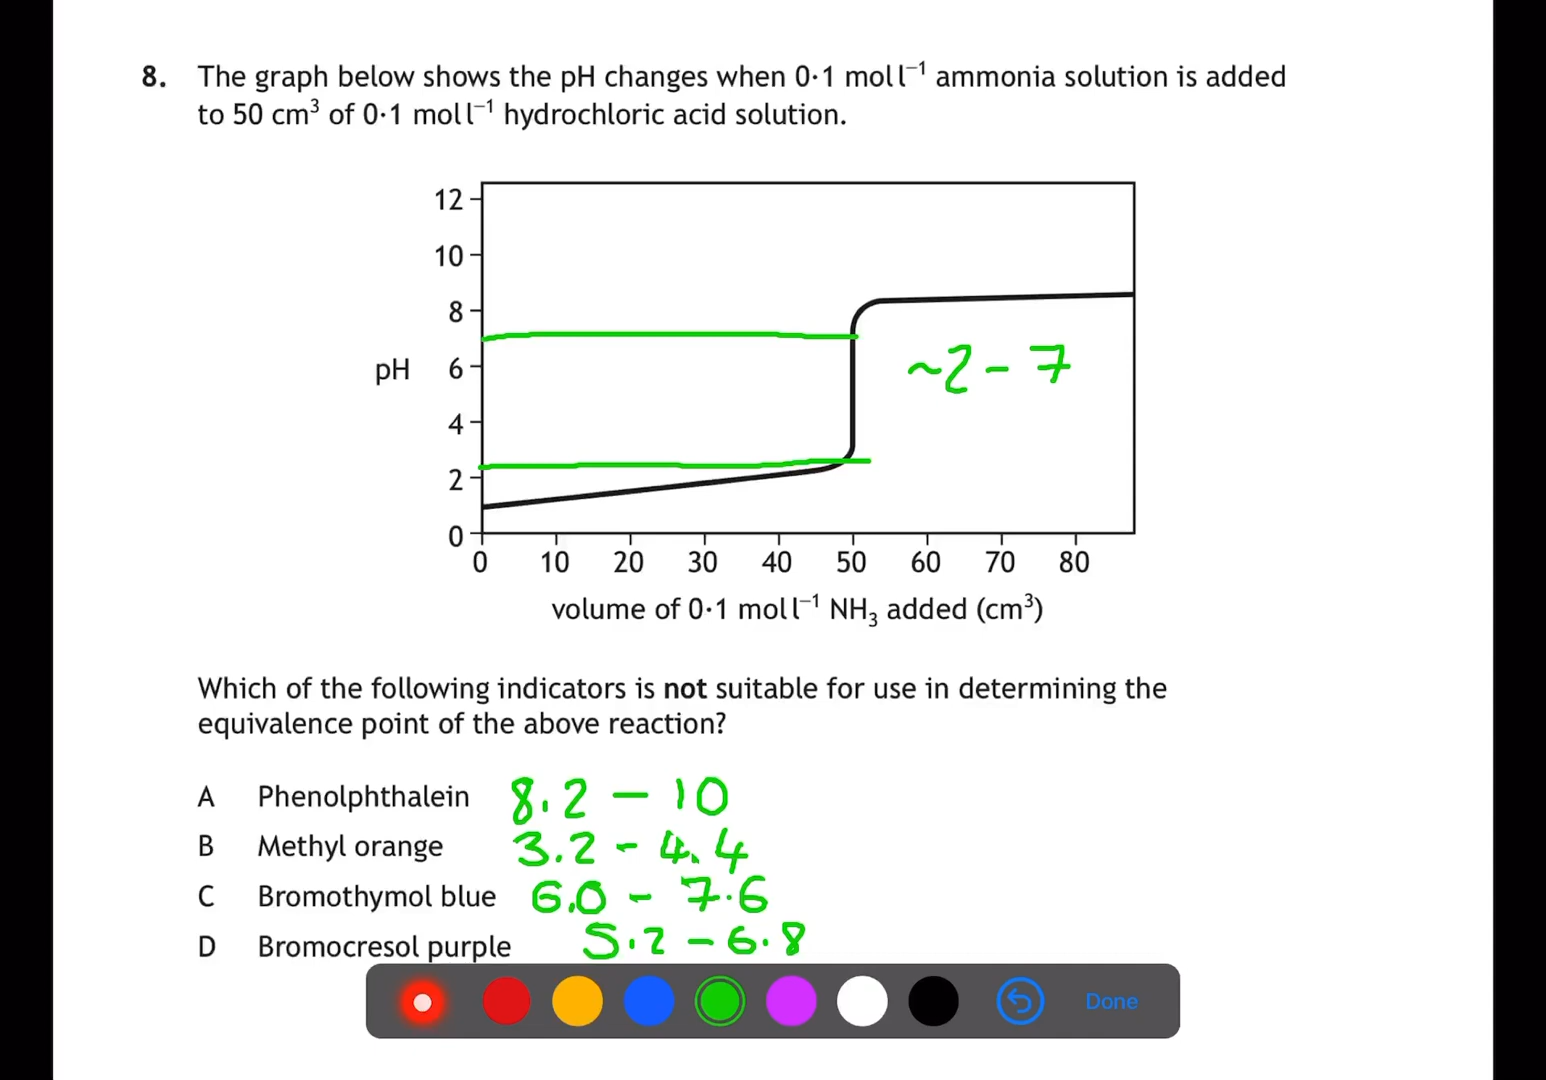 8. The graph below shows the pH changes when 0·1 mol l⁻¹ ammonia solution is added
to 50 cm³ of 0·1 mol l⁻¹ hydrochloric acid solution.
12
10
8
~2 - 7
pH 6
4
2
0
0 10 20 30 40 50 60 70 80
volume of 0·1 mol l⁻¹ NH₃ added (cm³)
Which of the following indicators is not suitable for use in determining the
equivalence point of the above reaction?
A Phenolphthalein 8.2 - 10
B Methyl orange 3.2 - 4.4
C Bromothymol blue 6.0 - 7.6
D Bromocresol purple 5.2 - 6.8
Done